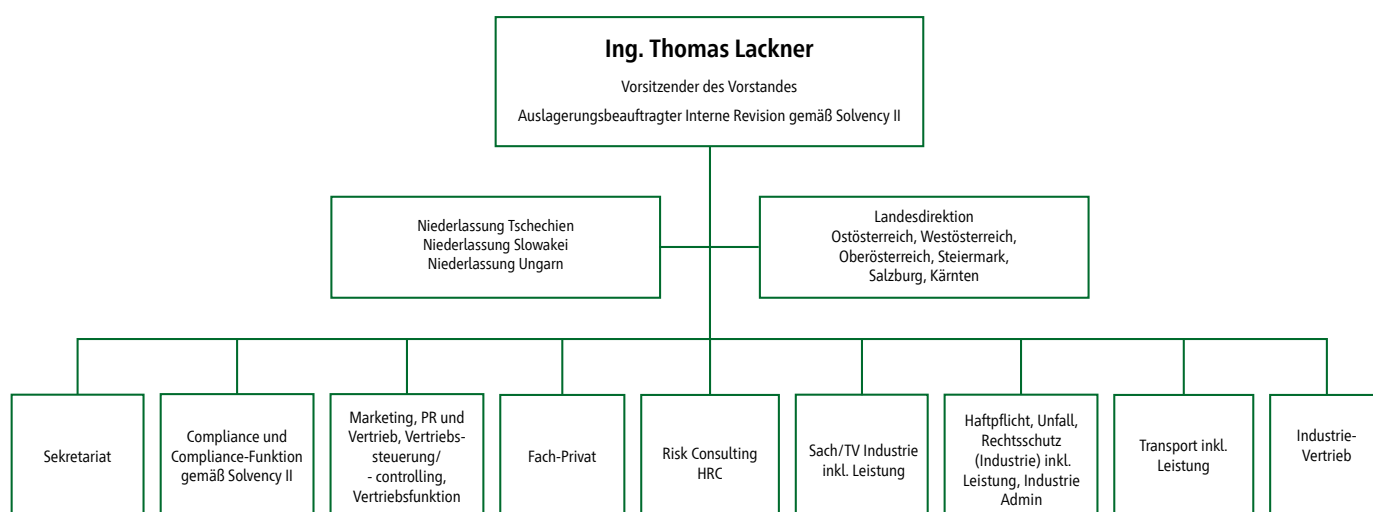 Ing. Thomas Lackner
Vorsitzender des Vorstandes
Auslagerungsbeauftragter Interne Revision gemäß Solvency II
Niederlassung Tschechien
Niederlassung Slowakei
Niederlassung Ungarn
Landesdirektion
Ostösterreich, Westösterreich,
Oberösterreich, Steiermark,
Salzburg, Kärnten
Sekretariat
Compliance und
Compliance-Funktion
gemäß Solvency II
Marketing, PR und
Vertrieb, Vertriebs-
steuerung/
- controlling,
Vertriebsfunktion
Fach-Privat
Risk Consulting
HRC
Sach/TV Industrie
inkl. Leistung
Haftpflicht, Unfall,
Rechtsschutz
(Industrie) inkl.
Leistung, Industrie
Admin
Transport inkl.
Leistung
Industrie-
Vertrieb